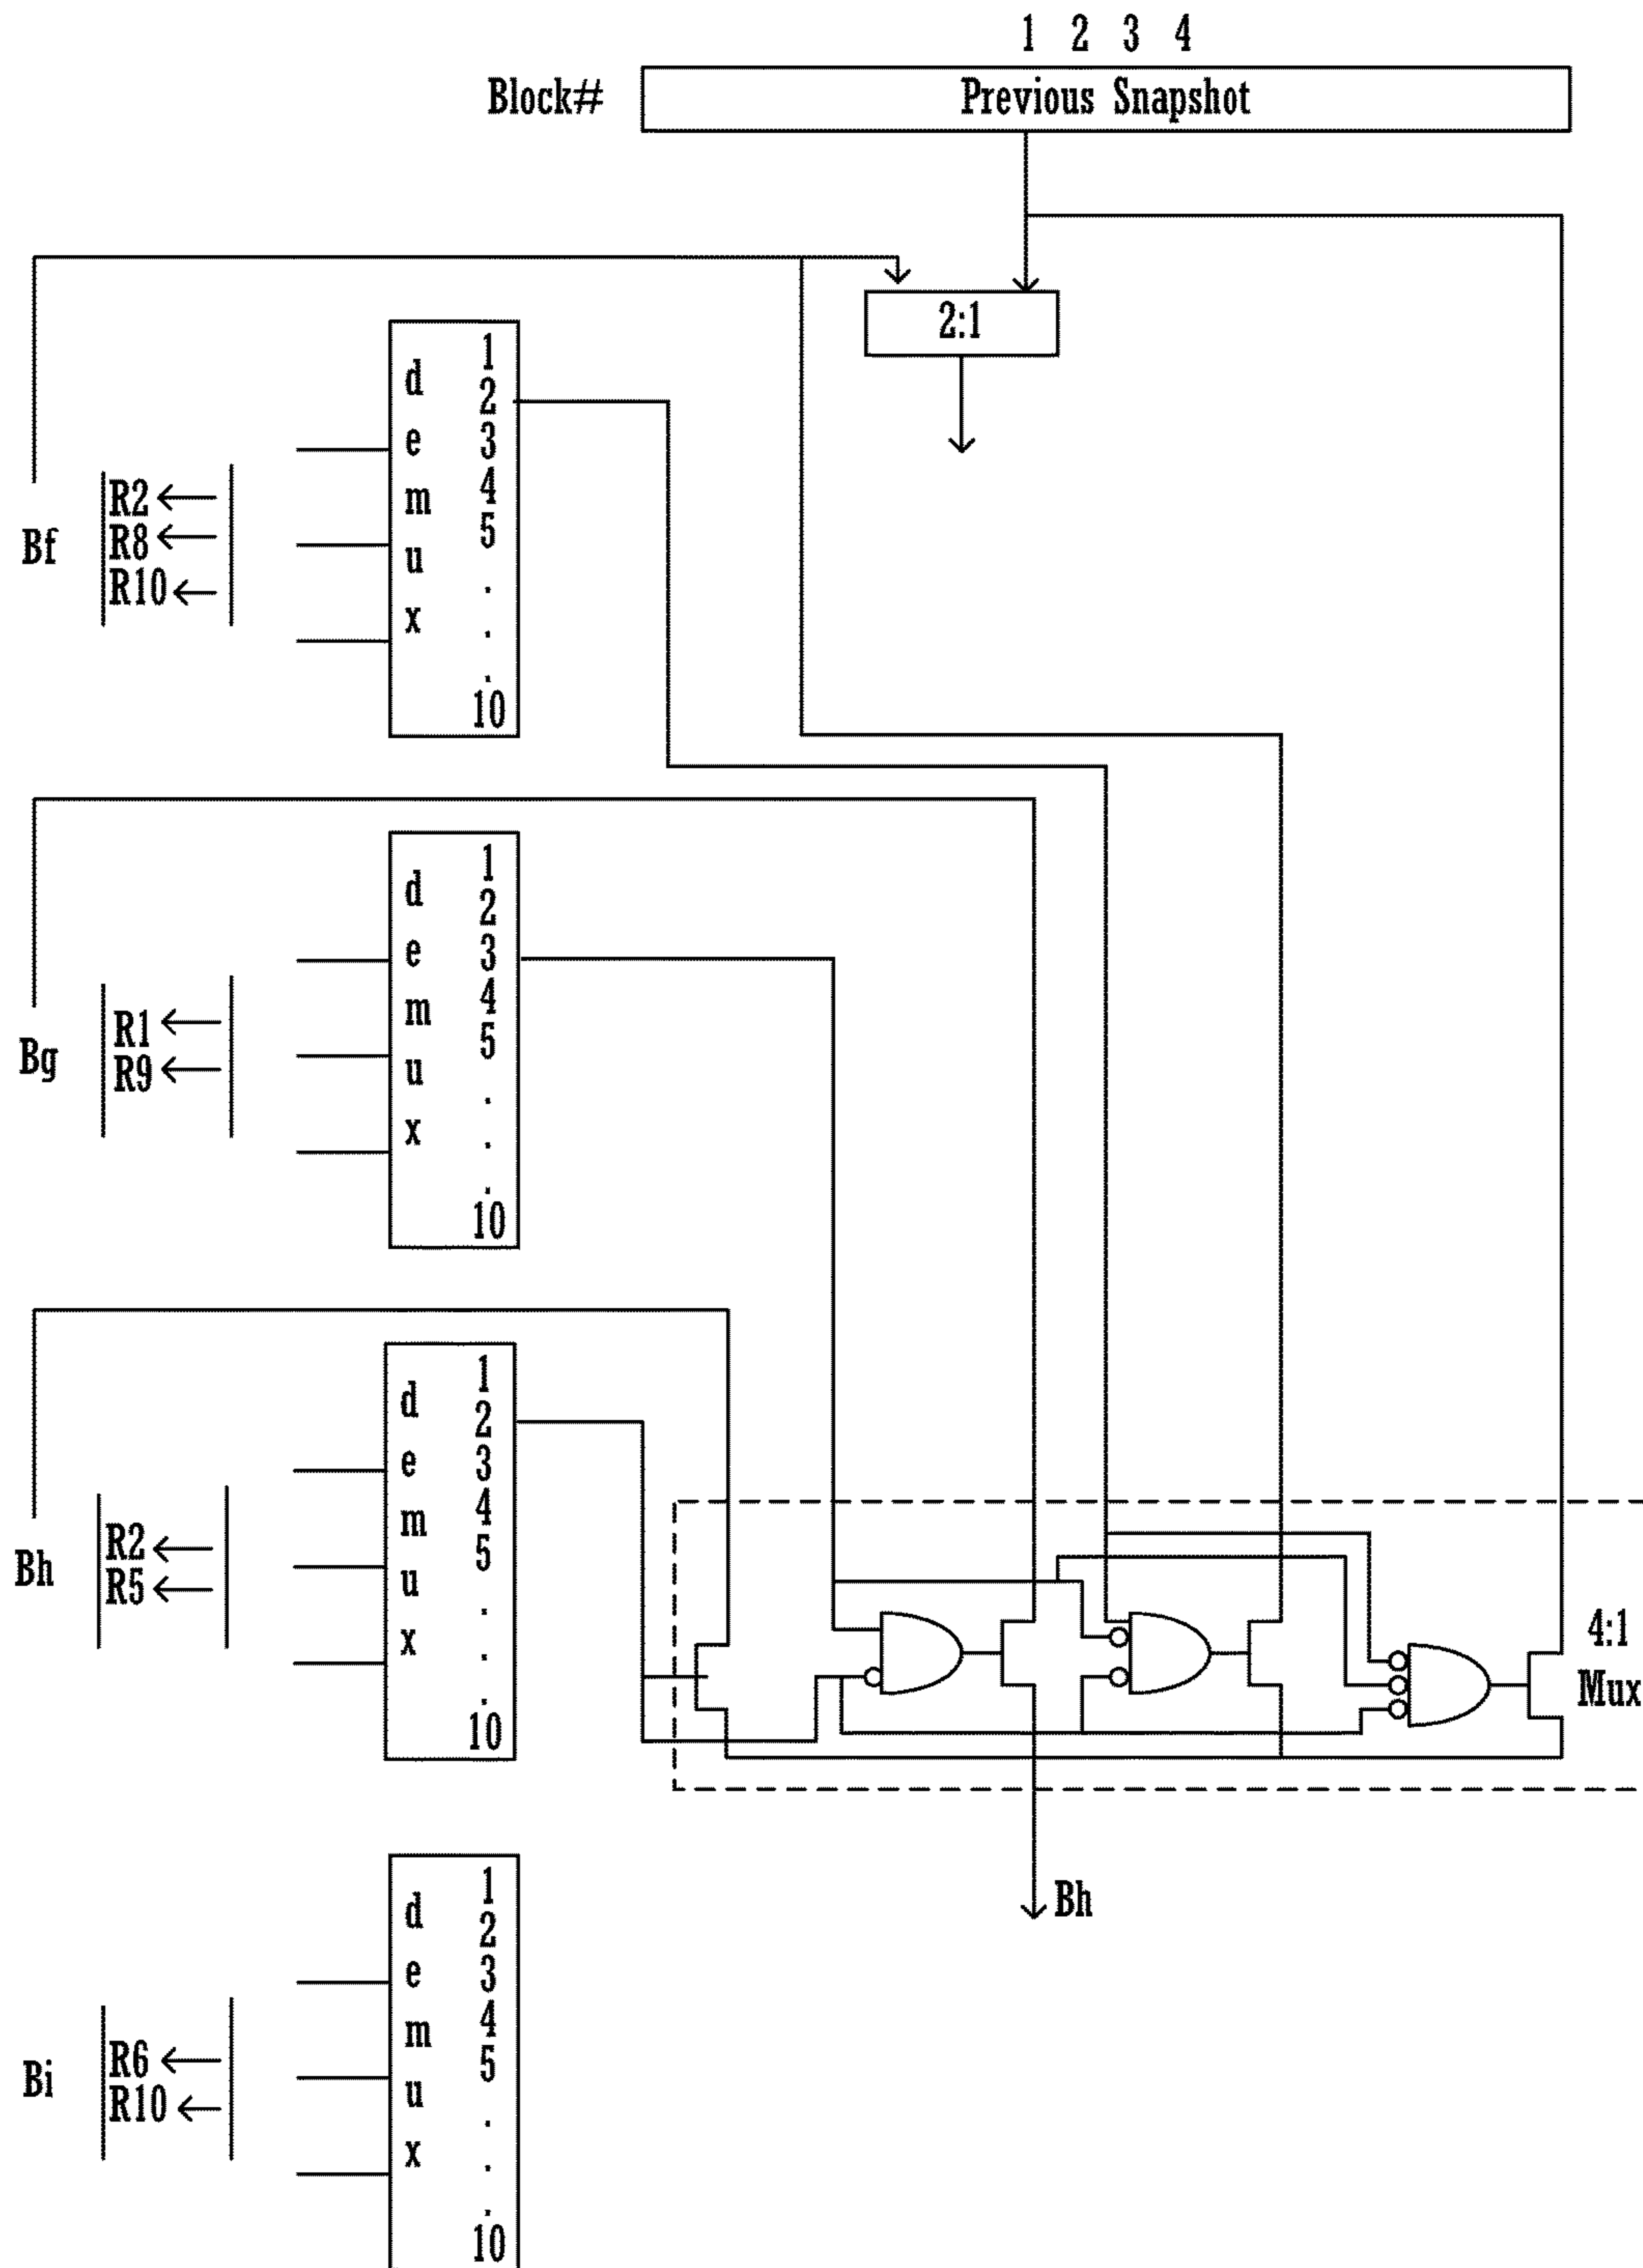 1 2 3 4
Block# Previous Snapshot
2:1
d 1
2
e 3
4
m 5
u .
x .
.
10
Bf
R2
R8
R10
d 1
2
e 3
m 4
5
u .
x .
.
10
Bg
R1
R9
d 1
2
e 3
m 4
5
u .
x .
.
10
Bh
R2
R5
4:1
Mux
Bh
d 1
2
e 3
m 4
5
u .
x .
.
10
Bi
R6
R10